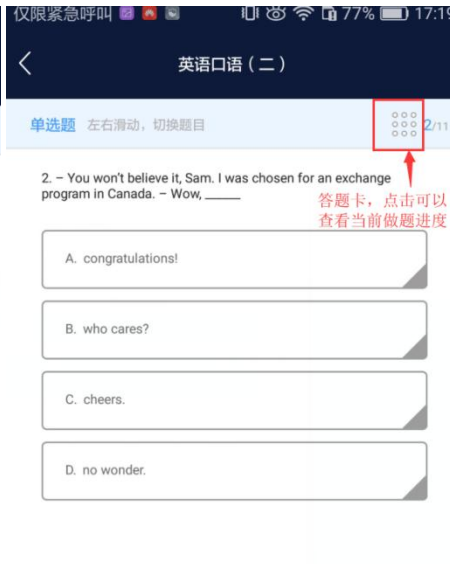 仅限紧急呼叫 77% 17:19
英语口语（二）
单选题 左右滑动，切换题目 2/11
2. – You won't believe it, Sam. I was chosen for an exchange
program in Canada. – Wow, _____
答题卡，点击可以
查看当前做题进度
A. congratulations!
B. who cares?
C. cheers.
D. no wonder.